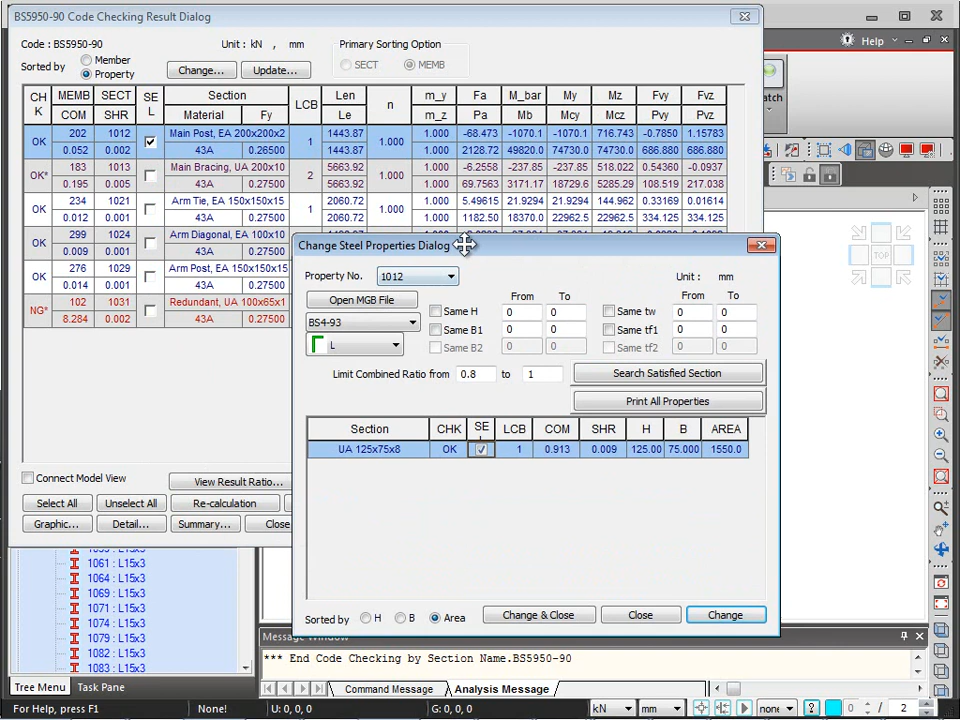 BS5950-90 Code Checking Result Dialog
Help
Code : BS5950-90
Unit : kN , mm
Primary Sorting Option
Sorted by
Member
Property
Change...
Update...
SECT
MEMB
CH K MEMB SECT SE L Section LCB Len n m_y Fa M_bar My Mz Fvy Fvz
COM SHR Material Fy Le m_z Pa Mb Mcy Mcz Pvy Pvz
OK 202 1012 Main Post, EA 200x200x2 1 1443.87 1.000 1.000 -68.473 -1070.1 -1070.1 716.743 -0.7850 1.15783
0.052 0.002 43A 0.26500 1443.87 1.000 2128.72 49820.0 74730.0 74730.0 686.880 686.880
OK* 183 1013 Main Bracing, UA 200x10 2 5663.92 1.000 1.000 -6.2558 -237.85 -237.85 518.022 0.54360 -0.0937
0.195 0.005 43A 0.27500 5663.92 1.000 69.7563 3171.17 18729.6 5285.29 108.519 217.038
OK 234 1021 Arm Tie, EA 150x150x15 1 2060.72 1.000 1.000 5.49615 21.9294 21.9294 144.962 0.33169 0.01614
0.012 0.001 43A 0.27500 2060.72 1.000 1182.50 18370.0 22962.5 22962.5 334.125 334.125
OK 299 1024 Arm Diagonal, EA 100x10
0.009 0.001 43A 0.27500
OK 276 1029 Arm Post, EA 150x150x15
0.014 0.001 43A 0.27500
NG* 102 1031 Redundant, UA 100x65x1
8.284 0.002 43A 0.27500
Connect Model View
View Result Ratio...
Select All
Unselect All
Re-calculation
Graphic...
Detail...
Summary...
Close
Change Steel Properties Dialog
Property No.
1012
Unit : mm
Open MGB File
From To
From To
BS4-93
Same H 0 0
Same tw 0 0
Same B1 0 0
Same tf1 0 0
L
Same B2 0 0
Same tf2 0 0
Limit Combined Ratio from 0.8 to 1
Search Satisfied Section
Print All Properties
Section CHK SE L LCB COM SHR H B AREA
UA 125x75x8 OK 1 0.913 0.009 125.00 75.000 1550.0
Sorted by
H
B
Area
Change & Close
Close
Change
TOP
1061 : L15x3
1064 : L15x3
1069 : L15x3
1071 : L15x3
1074 : L15x3
1079 : L15x3
1082 : L15x3
1083 : L15x3
Tree Menu
Task Pane
*** End Code Checking by Section Name.BS5950-90
Command Message
Analysis Message
For Help, press F1
None!
U: 0, 0, 0
G: 0, 0, 0
kN
mm
none
0 / 2